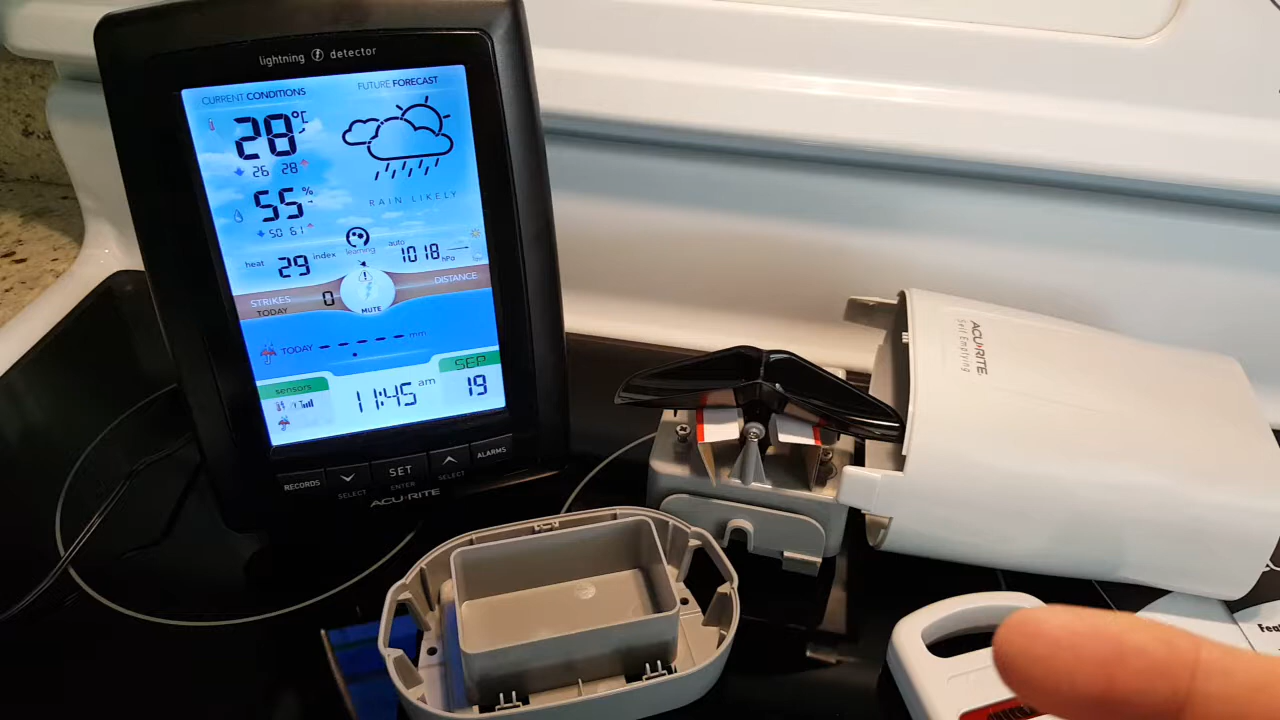 lightning detector
CURRENT CONDITIONS
FUTURE FORECAST
28°C
26 28
55 %
50 61
RAIN LIKELY
learning
heat 29 index
auto 1018 hPa
STRIKES TODAY 0
MUTE
DISTANCE
TODAY -----.- mm
sensors
11:45 am
SEP
19
RECORDS
SELECT
SET
ENTER
SELECT
ALARMS
ACU·RITE
ACU·RITE
Self Emptying